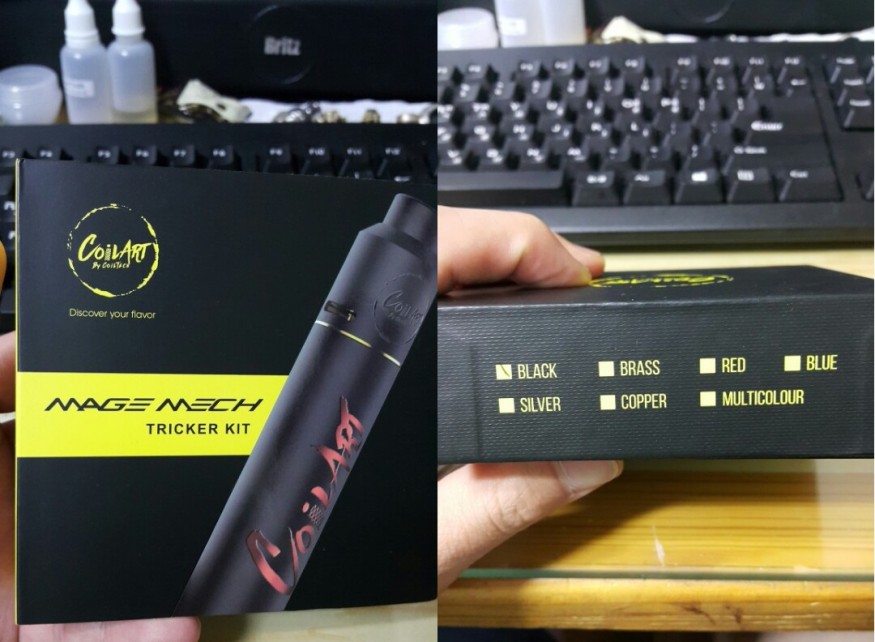 Britz
COiLART
By COiLTECH
Discover your flavor
MAGE MECH
TRICKER KIT
COiLART
COiLART
BLACK
BRASS
RED
BLUE
SILVER
COPPER
MULTICOLOUR